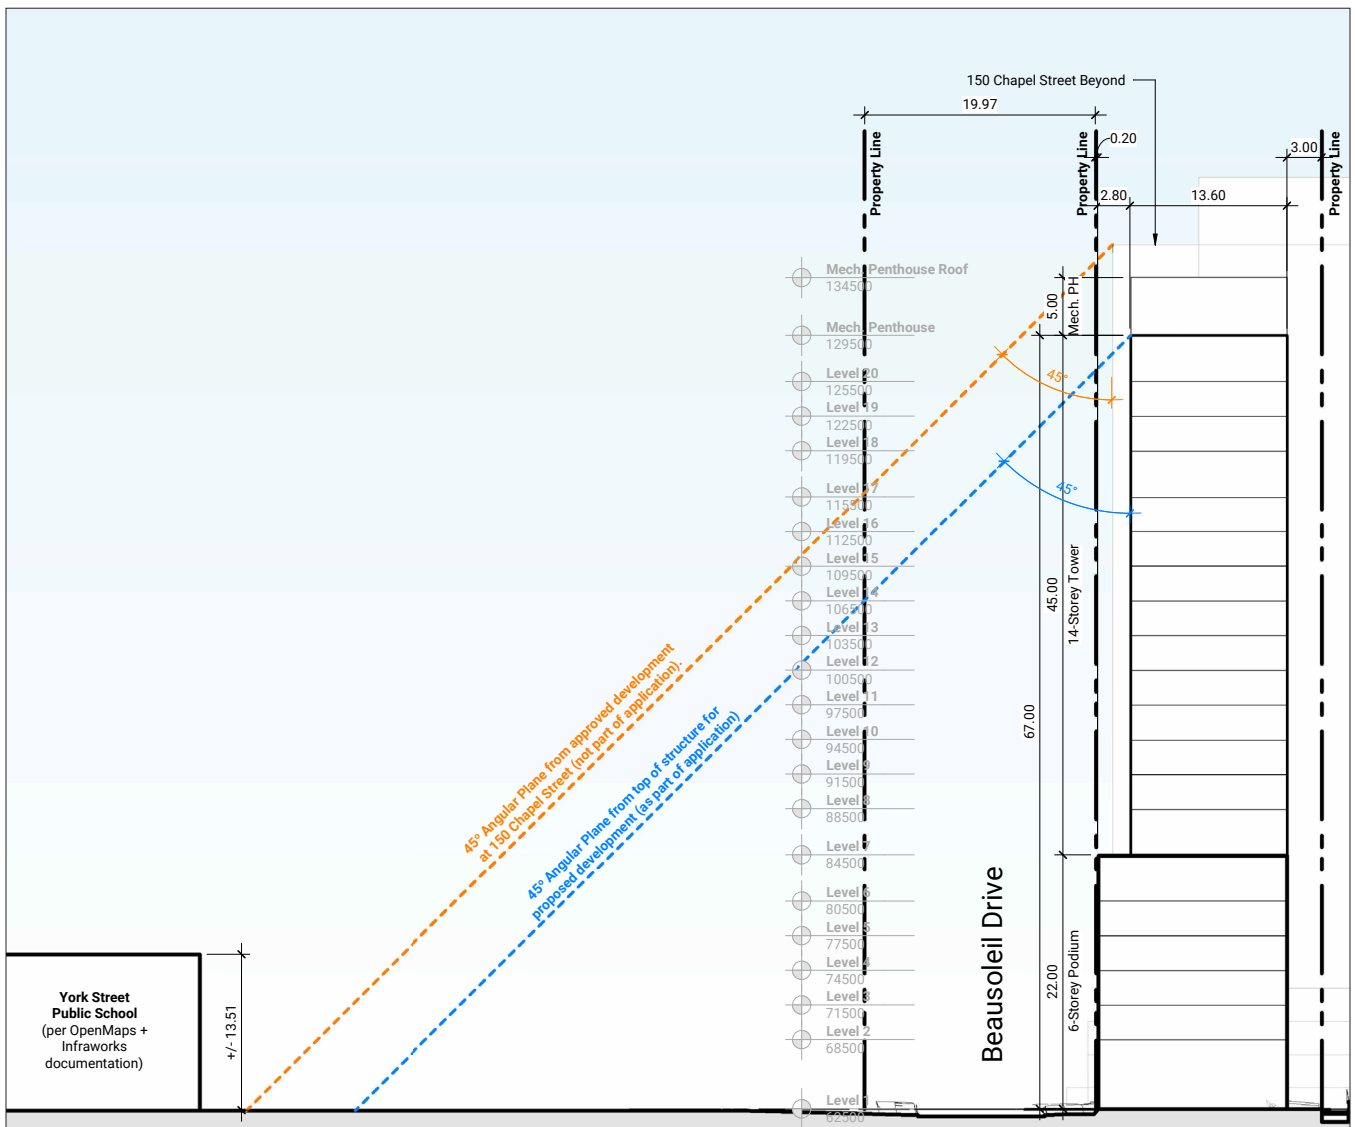 150 Chapel Street Beyond
19.97
0.20
3.00
2.80
13.60
Property Line
Property Line
Property Line
Mech. Penthouse Roof
134500
Mech. Penthouse
129500
Level 20
125500
Level 19
122500
Level 18
119500
Level 17
115500
Level 16
112500
Level 15
109500
Level 14
106500
Level 13
103500
Level 12
100500
Level 11
97500
Level 10
94500
Level 9
91500
Level 8
88500
Level 7
84500
Level 6
80500
Level 5
77500
Level 4
74500
Level 3
71500
Level 2
68500
Level 1
62500
5.00
Mech. PH
45°
45°
45.00
14-Storey Tower
67.00
22.00
6-Storey Podium
Beausoleil Drive
45º Angular Plane from approved development
at 150 Chapel Street (not part of application).
45º Angular Plane from top of structure for
proposed development (as part of application)
York Street
Public School
(per OpenMaps +
Infraworks
documentation)
+/- 13.51